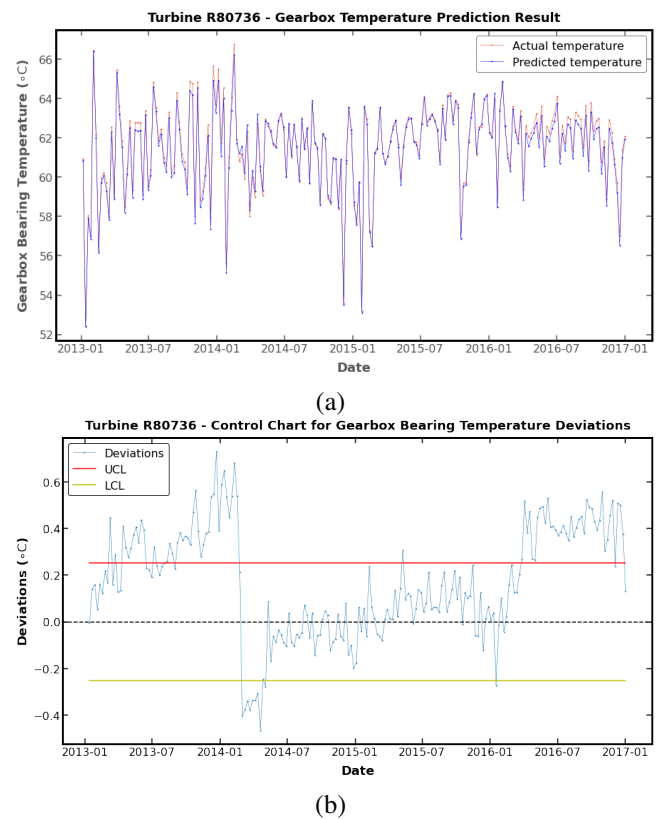 Turbine R80736 - Gearbox Temperature Prediction Result
Actual temperature
Predicted temperature
66
64
62
60
58
56
54
52
Gearbox Bearing Temperature (∘C)
2013-01 2013-07 2014-01 2014-07 2015-01 2015-07 2016-01 2016-07 2017-01
Date
(a)
Turbine R80736 - Control Chart for Gearbox Bearing Temperature Deviations
Deviations
UCL
LCL
0.6
0.4
0.2
0.0
−0.2
−0.4
Deviations (∘C)
2013-01 2013-07 2014-01 2014-07 2015-01 2015-07 2016-01 2016-07 2017-01
Date
(b)